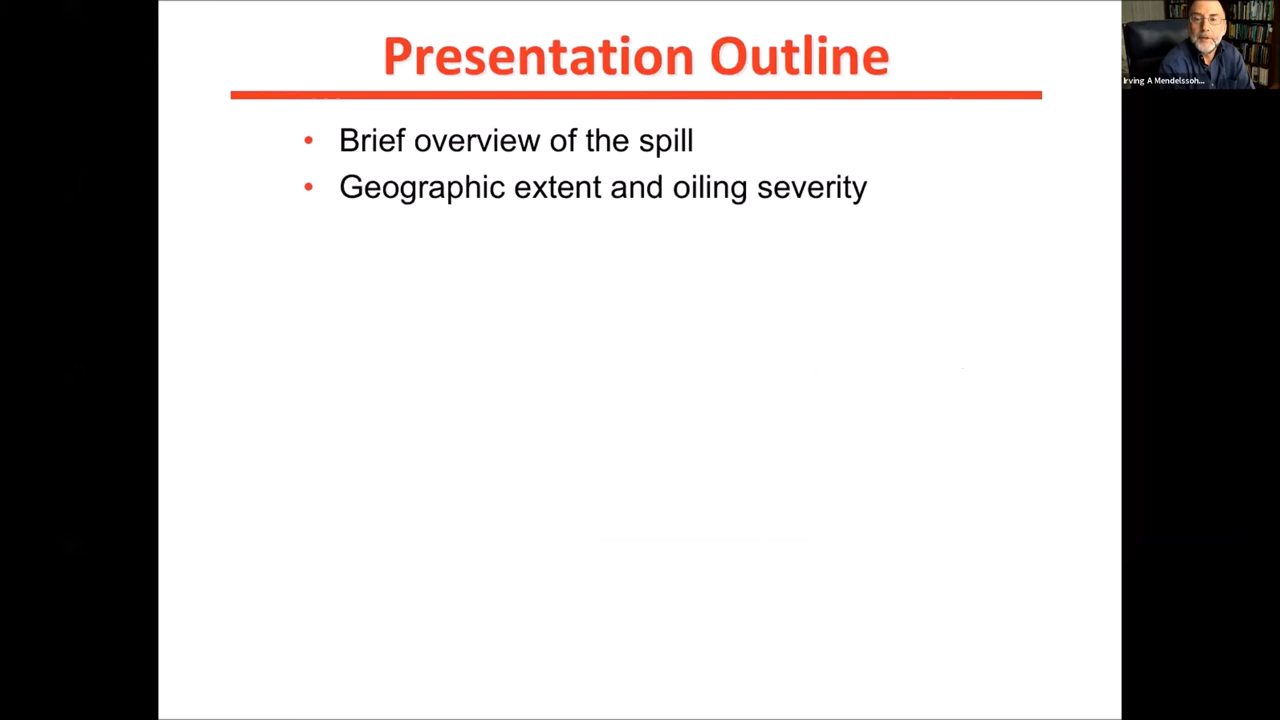 Presentation Outline
• Brief overview of the spill
• Geographic extent and oiling severity
Irving A Mendelssoh...